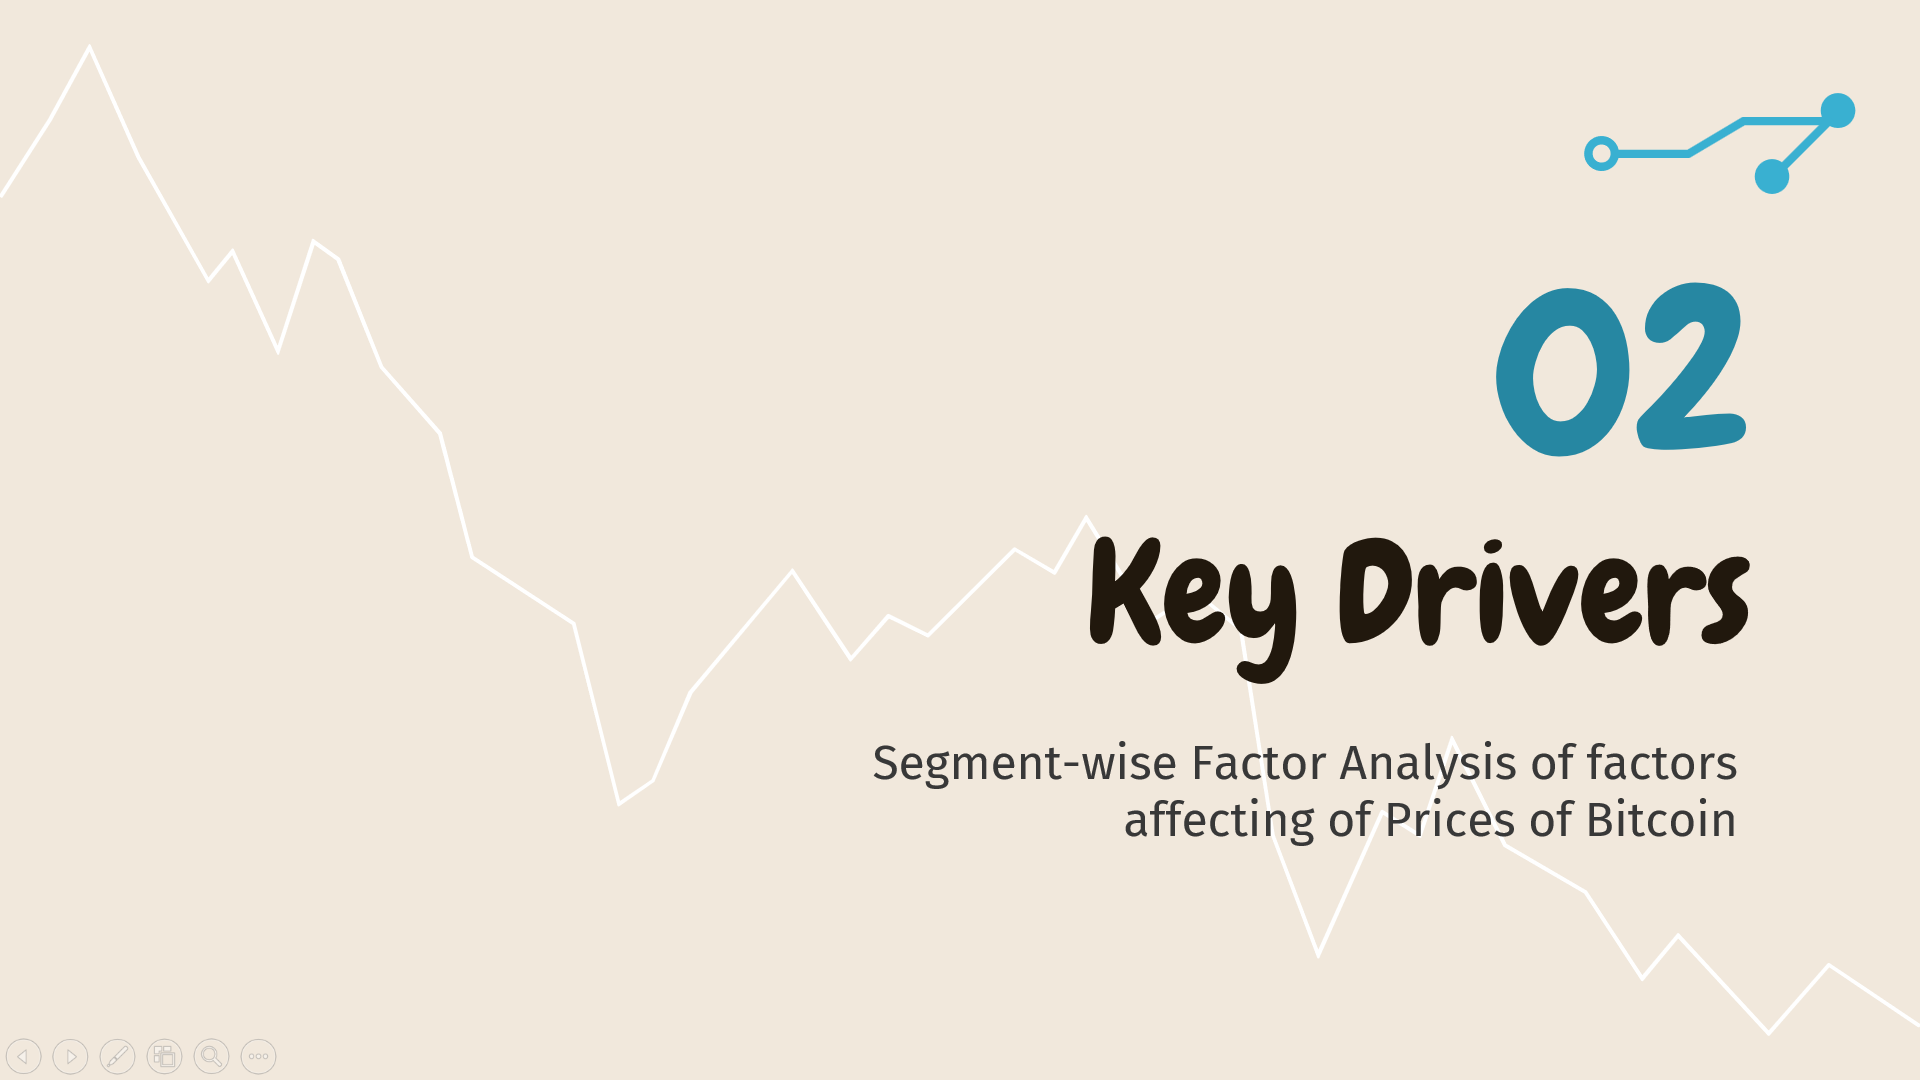 02
Key Drivers
Segment-wise Factor Analysis of factors
affecting of Prices of Bitcoin